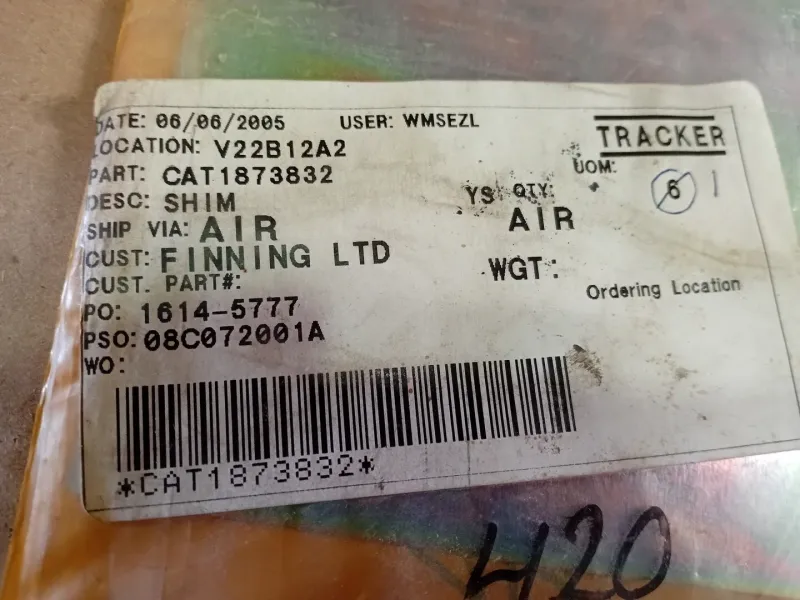 DATE: 06/06/2005 USER: WMSEZL
TRACKER
LOCATION: V22B12A2
UOM:
PART: CAT1873832
YS QTY: 6 1
DESC: SHIM
SHIP VIA: AIR AIR
CUST: FINNING LTD
WGT:
CUST. PART#:
Ordering Location
PO: 1614-5777
PSO: 08C072001A
WO:
*CAT1873832*
420